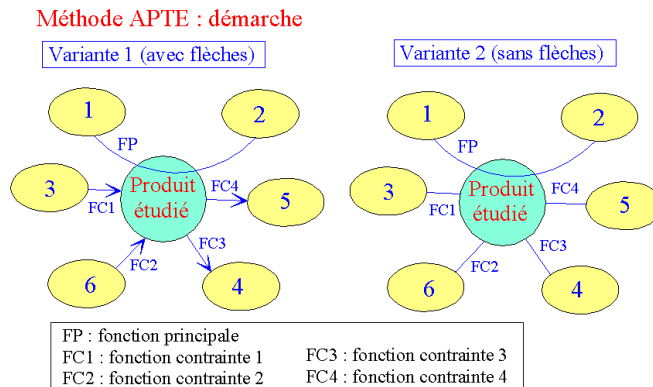 Méthode APTE : démarche
Variante 1 (avec flèches)
1
2
FP
3
Produit
étudié
FC1
FC4
5
FC2
FC3
6
4
Variante 2 (sans flèches)
1
2
FP
3
Produit
étudié
FC1
FC4
5
FC2
FC3
6
4
FP : fonction principale
FC1 : fonction contrainte 1
FC2 : fonction contrainte 2
FC3 : fonction contrainte 3
FC4 : fonction contrainte 4